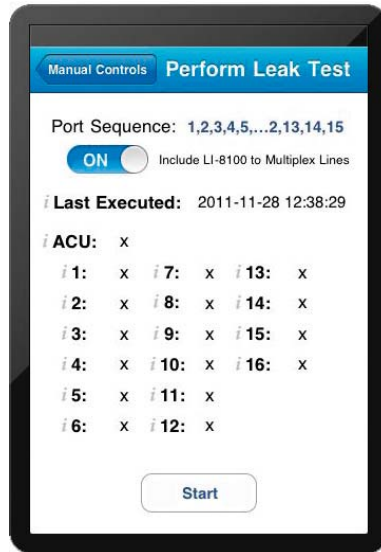 Manual Controls Perform Leak Test
Port Sequence: 1,2,3,4,5,...2,13,14,15
ON Include LI-8100 to Multiplex Lines
i Last Executed: 2011-11-28 12:38:29
i ACU: x
i 1: x i 7: x i 13: x
i 2: x i 8: x i 14: x
i 3: x i 9: x i 15: x
i 4: x i 10: x i 16: x
i 5: x i 11: x
i 6: x i 12: x
Start